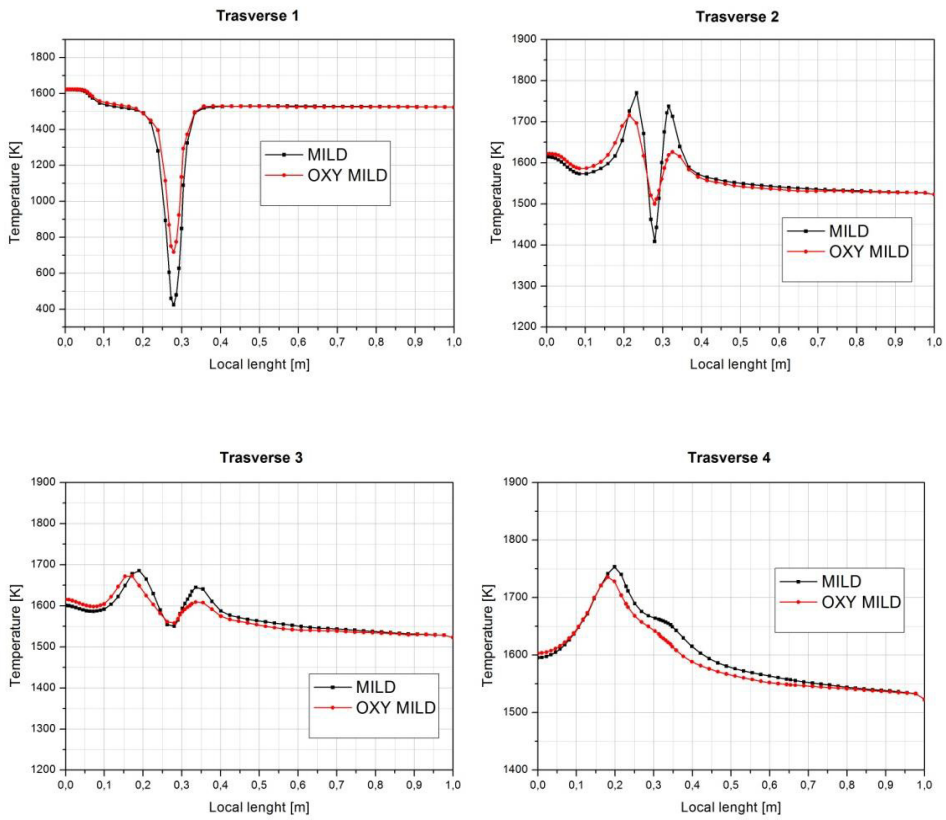 Trasverse 1
1800
1600
1400
1200
1000
800
600
400
Temperature [K]
MILD
OXY MILD
0,0 0,1 0,2 0,3 0,4 0,5 0,6 0,7 0,8 0,9 1,0
Local lenght [m]
Trasverse 2
1900
1800
1700
1600
1500
1400
1300
1200
Temperature [K]
MILD
OXY MILD
0,0 0,1 0,2 0,3 0,4 0,5 0,6 0,7 0,8 0,9 1,0
Local lenght [m]
Trasverse 3
1900
1800
1700
1600
1500
1400
1300
1200
Temperature [K]
MILD
OXY MILD
0,0 0,1 0,2 0,3 0,4 0,5 0,6 0,7 0,8 0,9 1,0
Local lenght [m]
Trasverse 4
1900
1800
1700
1600
1500
1400
Temperature [K]
MILD
OXY MILD
0,0 0,1 0,2 0,3 0,4 0,5 0,6 0,7 0,8 0,9 1,0
Local lenght [m]